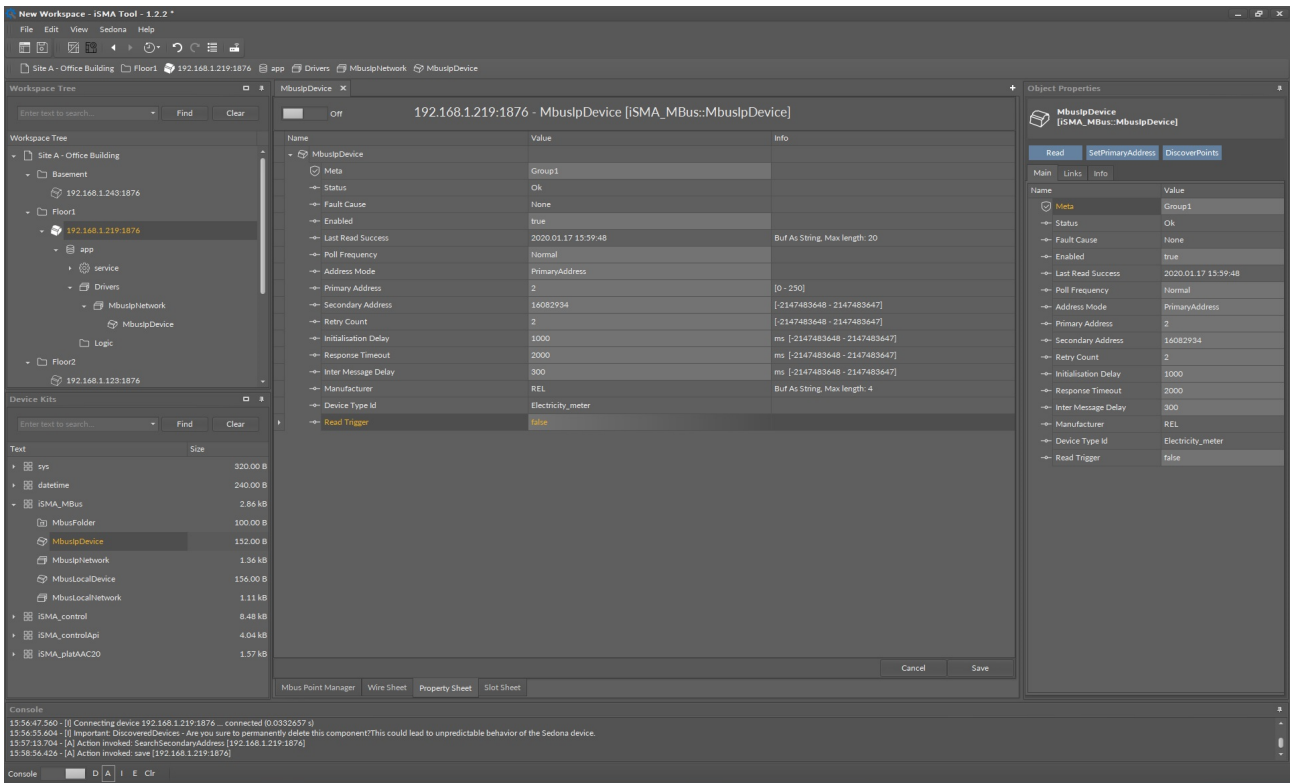 New Workspace - iSMA Tool - 1.2.2 *
File Edit View Sedona Help
Site A - Office Building Floor1 192.168.1.219:1876 app Drivers MbusIpNetwork MbusIpDevice
Workspace Tree
Enter text to search... Find Clear
Workspace Tree
Site A - Office Building
Basement
192.168.1.243:1876
Floor1
192.168.1.219:1876
app
service
Drivers
MbusIpNetwork
MbusIpDevice
Logic
Floor2
192.168.1.123:1876
Device Kits
Enter text to search... Find Clear
Text Size
sys 320.00 B
datetime 240.00 B
iSMA_MBus 2.86 kB
MbusFolder 100.00 B
MbusIpDevice 152.00 B
MbusIpNetwork 1.36 kB
MbusLocalDevice 156.00 B
MbusLocalNetwork 1.11 kB
iSMA_control 8.48 kB
iSMA_controlApi 4.04 kB
iSMA_platAAC20 1.57 kB
MbusIpDevice
Off 192.168.1.219:1876 - MbusIpDevice [iSMA_MBus::MbusIpDevice]
Name Value Info
MbusIpDevice
Meta Group1
Status Ok
Fault Cause None
Enabled true
Last Read Success 2020.01.17 15:59:48 Buf As String, Max length: 20
Poll Frequency Normal
Address Mode PrimaryAddress
Primary Address 2 [0 - 250]
Secondary Address 16082934 [-2147483648 - 2147483647]
Retry Count 2 [-2147483648 - 2147483647]
Initialisation Delay 1000 ms [-2147483648 - 2147483647]
Response Timeout 2000 ms [-2147483648 - 2147483647]
Inter Message Delay 300 ms [-2147483648 - 2147483647]
Manufacturer REL Buf As String, Max length: 4
Device Type Id Electricity_meter
Read Trigger false
Cancel Save
Mbus Point Manager Wire Sheet Property Sheet Slot Sheet
Object Properties
MbusIpDevice
[iSMA_MBus::MbusIpDevice]
Read SetPrimaryAddress DiscoverPoints
Main Links Info
Name Value
Meta Group1
Status Ok
Fault Cause None
Enabled true
Last Read Success 2020.01.17 15:59:48
Poll Frequency Normal
Address Mode PrimaryAddress
Primary Address 2
Secondary Address 16082934
Retry Count 2
Initialisation Delay 1000
Response Timeout 2000
Inter Message Delay 300
Manufacturer REL
Device Type Id Electricity_meter
Read Trigger false
Console
15:56:47.560 - [I] Connecting device 192.168.1.219:1876 ... connected (0.0332657 s)
15:56:55.604 - [I] Important: DiscoveredDevices - Are you sure to permanently delete this component?This could lead to unpredictable behavior of the Sedona device.
15:57:13.704 - [A] Action invoked: SearchSecondaryAddress [192.168.1.219:1876]
15:58:56.426 - [A] Action invoked: save [192.168.1.219:1876]
Console D A I E Clr